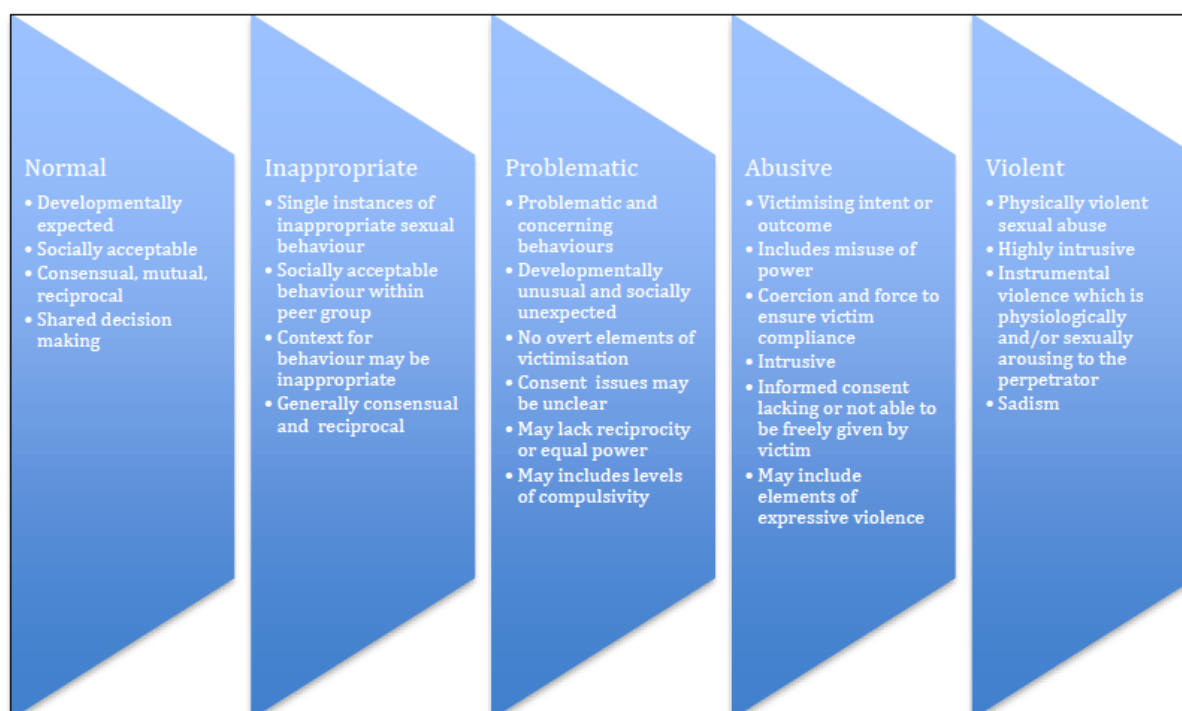 Normal
• Developmentally
expected
• Socially acceptable
• Consensual, mutual,
reciprocal
• Shared decision
making
Inappropriate
• Single instances of
inappropriate sexual
behaviour
• Socially acceptable
behaviour within
peer group
• Context for
behaviour may be
inappropriate
• Generally consensual
and reciprocal
Problematic
• Problematic and
concerning
behaviours
• Developmentally
unusual and socially
unexpected
• No overt elements of
victimisation
• Consent issues may
be unclear
• May lack reciprocity
or equal power
• May includes levels
of compulsivity
Abusive
• Victimising intent or
outcome
• Includes misuse of
power
• Coercion and force to
ensure victim
compliance
• Intrusive
• Informed consent
lacking or not able to
be freely given by
victim
• May include
elements of
expressive violence
Violent
• Physically violent
sexual abuse
• Highly intrusive
• Instrumental
violence which is
physiologically
and/or sexually
arousing to the
perpetrator
• Sadism